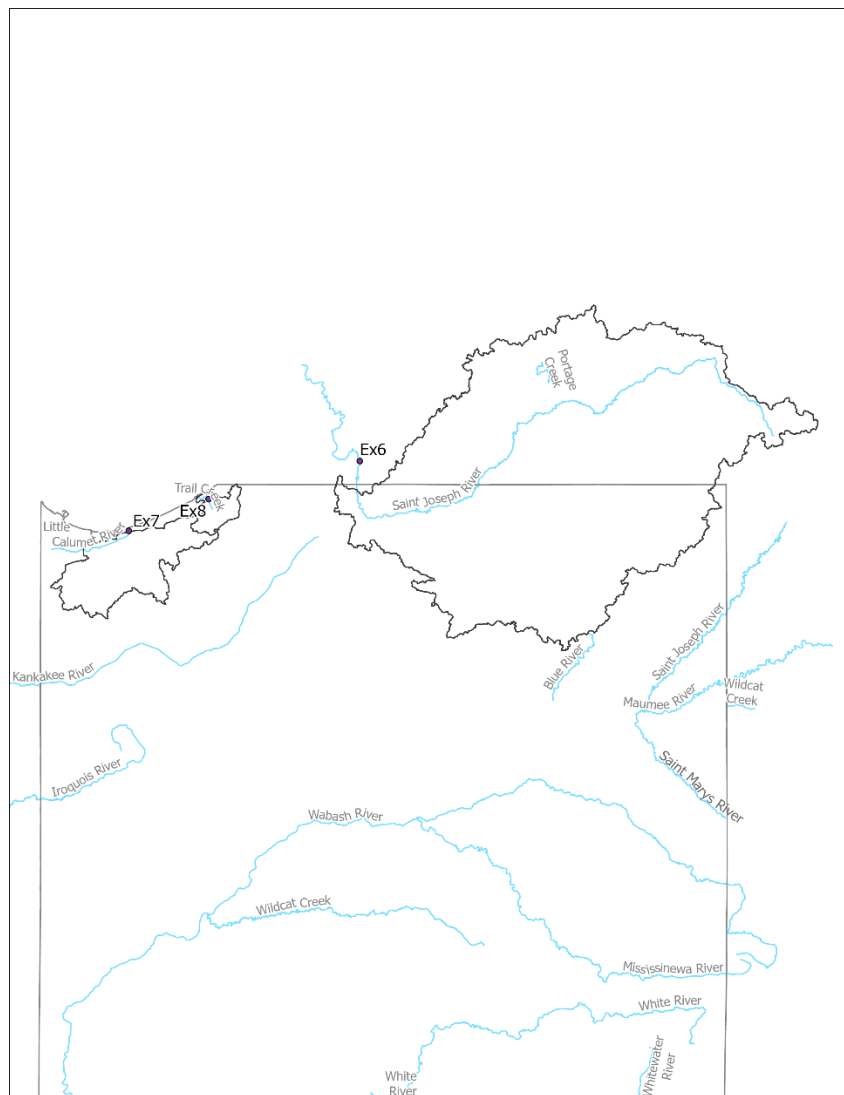 Portage
Creek
Ex6
Saint Joseph River
Trail Creek
Ex8
Little
Calumet River
Ex7
Saint Joseph River
Blue River
Kankakee River
Maumee River
Wildcat
Creek
Iroquois River
Saint Marys River
Wabash River
Wildcat Creek
Mississinewa River
White River
Whitewater
River
White
River